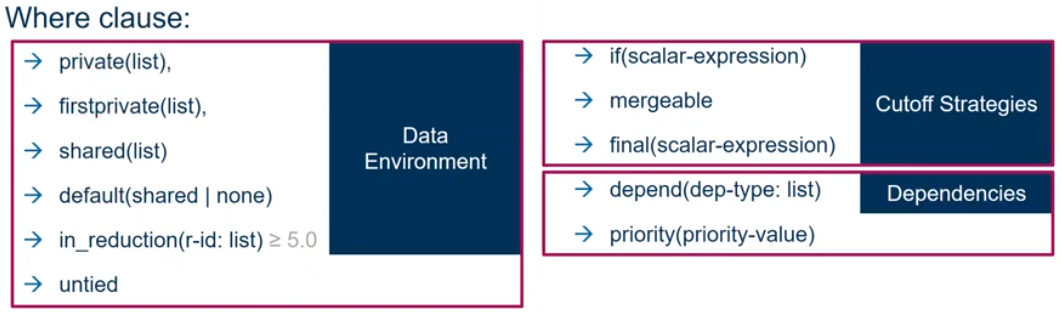 Where clause:
→ private(list),
→ firstprivate(list),
→ shared(list)
→ default(shared | none)
→ in_reduction(r-id: list) ≥ 5.0
→ untied
Data
Environment
→ if(scalar-expression)
→ mergeable
→ final(scalar-expression)
Cutoff Strategies
→ depend(dep-type: list)
→ priority(priority-value)
Dependencies